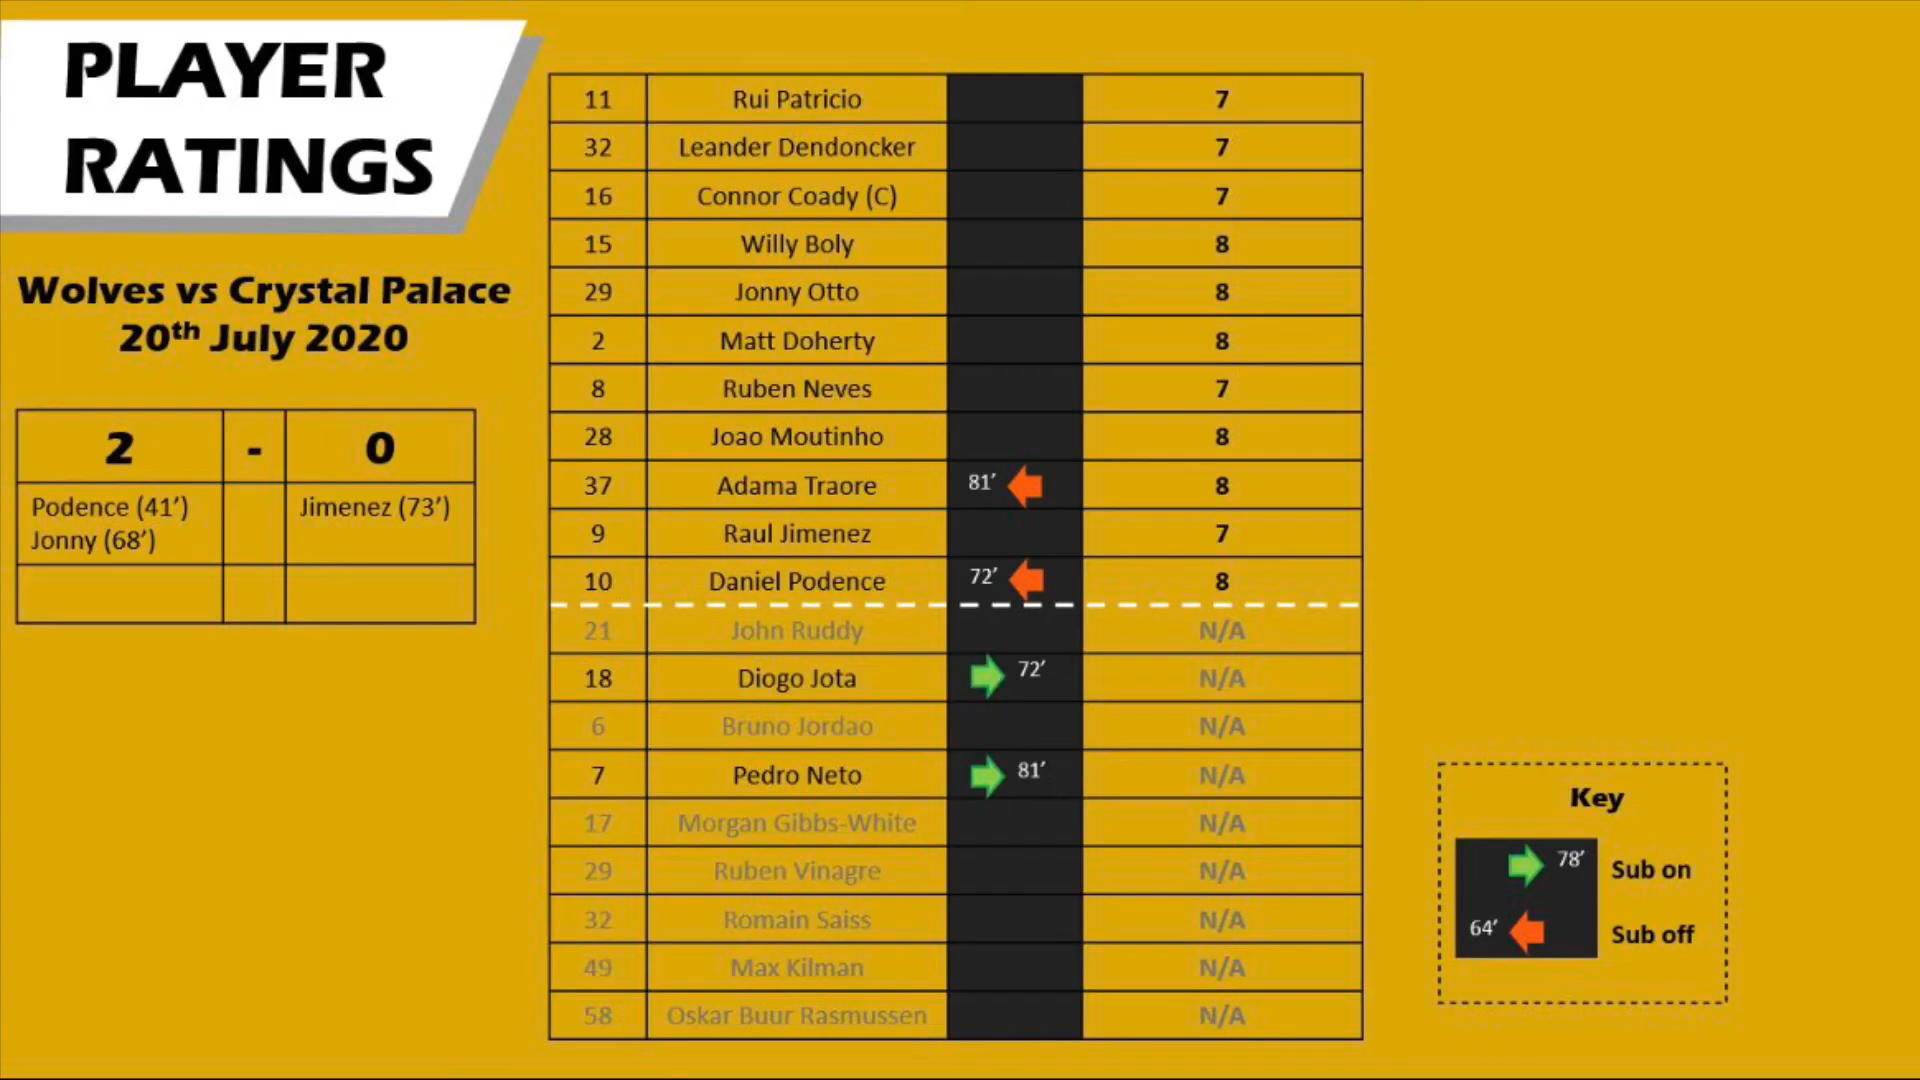 PLAYER
RATINGS
Wolves vs Crystal Palace
20th July 2020
2 - 0
Podence (41’) Jimenez (73’)
Jonny (68’)
11 Rui Patricio 7
32 Leander Dendoncker 7
16 Connor Coady (C) 7
15 Willy Boly 8
29 Jonny Otto 8
2 Matt Doherty 8
8 Ruben Neves 7
28 Joao Moutinho 8
37 Adama Traore 81’ 8
9 Raul Jimenez 7
10 Daniel Podence 72’ 8
21 John Ruddy N/A
18 Diogo Jota 72’ N/A
6 Bruno Jordao N/A
7 Pedro Neto 81’ N/A
17 Morgan Gibbs-White N/A
29 Ruben Vinagre N/A
32 Romain Saiss N/A
49 Max Kilman N/A
58 Oskar Buur Rasmussen N/A
Key
78’ Sub on
64’ Sub off